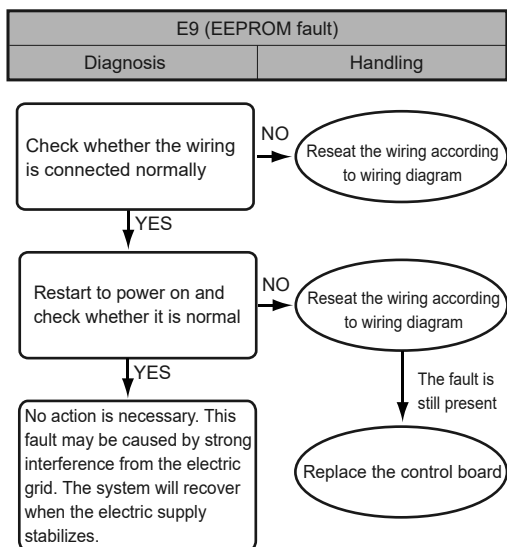 E9 (EEPROM fault)
Diagnosis
Handling
Check whether the wiring
is connected normally
NO
Reseat the wiring according
to wiring diagram
YES
Restart to power on and
check whether it is normal
NO
Reseat the wiring according
to wiring diagram
YES
The fault is
still present
No action is necessary. This
fault may be caused by strong
interference from the electric
grid. The system will recover
when the electric supply
stabilizes.
Replace the control board